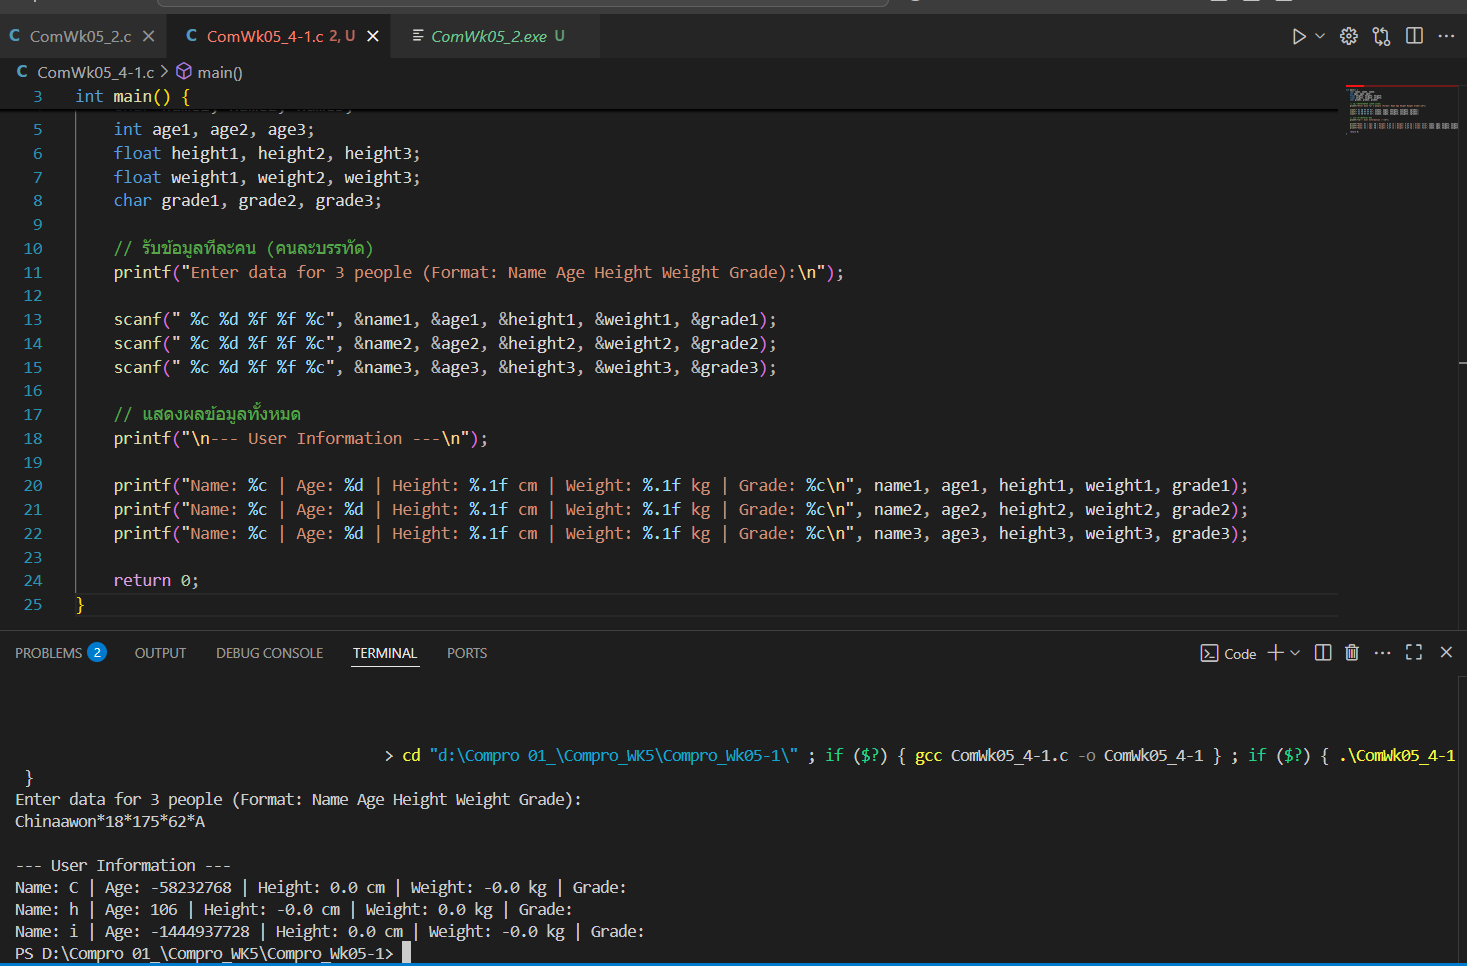 ComWk05_2.c
ComWk05_4-1.c 2, U
ComWk05_2.exe U
ComWk05_4-1.c > main()
3 int main() {
5 int age1, age2, age3;
6 float height1, height2, height3;
7 float weight1, weight2, weight3;
8 char grade1, grade2, grade3;
9
10 // รับข้อมูลทีละคน (คนละบรรทัด)
11 printf("Enter data for 3 people (Format: Name Age Height Weight Grade):\n");
12
13 scanf(" %c %d %f %f %c", &name1, &age1, &height1, &weight1, &grade1);
14 scanf(" %c %d %f %f %c", &name2, &age2, &height2, &weight2, &grade2);
15 scanf(" %c %d %f %f %c", &name3, &age3, &height3, &weight3, &grade3);
16
17 // แสดงผลข้อมูลทั้งหมด
18 printf("\n--- User Information ---\n");
19
20 printf("Name: %c | Age: %d | Height: %.1f cm | Weight: %.1f kg | Grade: %c\n", name1, age1, height1, weight1, grade1);
21 printf("Name: %c | Age: %d | Height: %.1f cm | Weight: %.1f kg | Grade: %c\n", name2, age2, height2, weight2, grade2);
22 printf("Name: %c | Age: %d | Height: %.1f cm | Weight: %.1f kg | Grade: %c\n", name3, age3, height3, weight3, grade3);
23
24 return 0;
25 }
PROBLEMS 2 OUTPUT DEBUG CONSOLE TERMINAL PORTS
Code
> cd "d:\Compro 01_\Compro_WK5\Compro_Wk05-1\" ; if ($?) { gcc ComWk05_4-1.c -o ComWk05_4-1 } ; if ($?) { .\ComWk05_4-1
}
Enter data for 3 people (Format: Name Age Height Weight Grade):
Chinaawon*18*175*62*A
--- User Information ---
Name: C | Age: -58232768 | Height: 0.0 cm | Weight: -0.0 kg | Grade:
Name: h | Age: 106 | Height: -0.0 cm | Weight: 0.0 kg | Grade:
Name: i | Age: -1444937728 | Height: 0.0 cm | Weight: -0.0 kg | Grade:
PS D:\Compro 01_\Compro_WK5\Compro_Wk05-1>